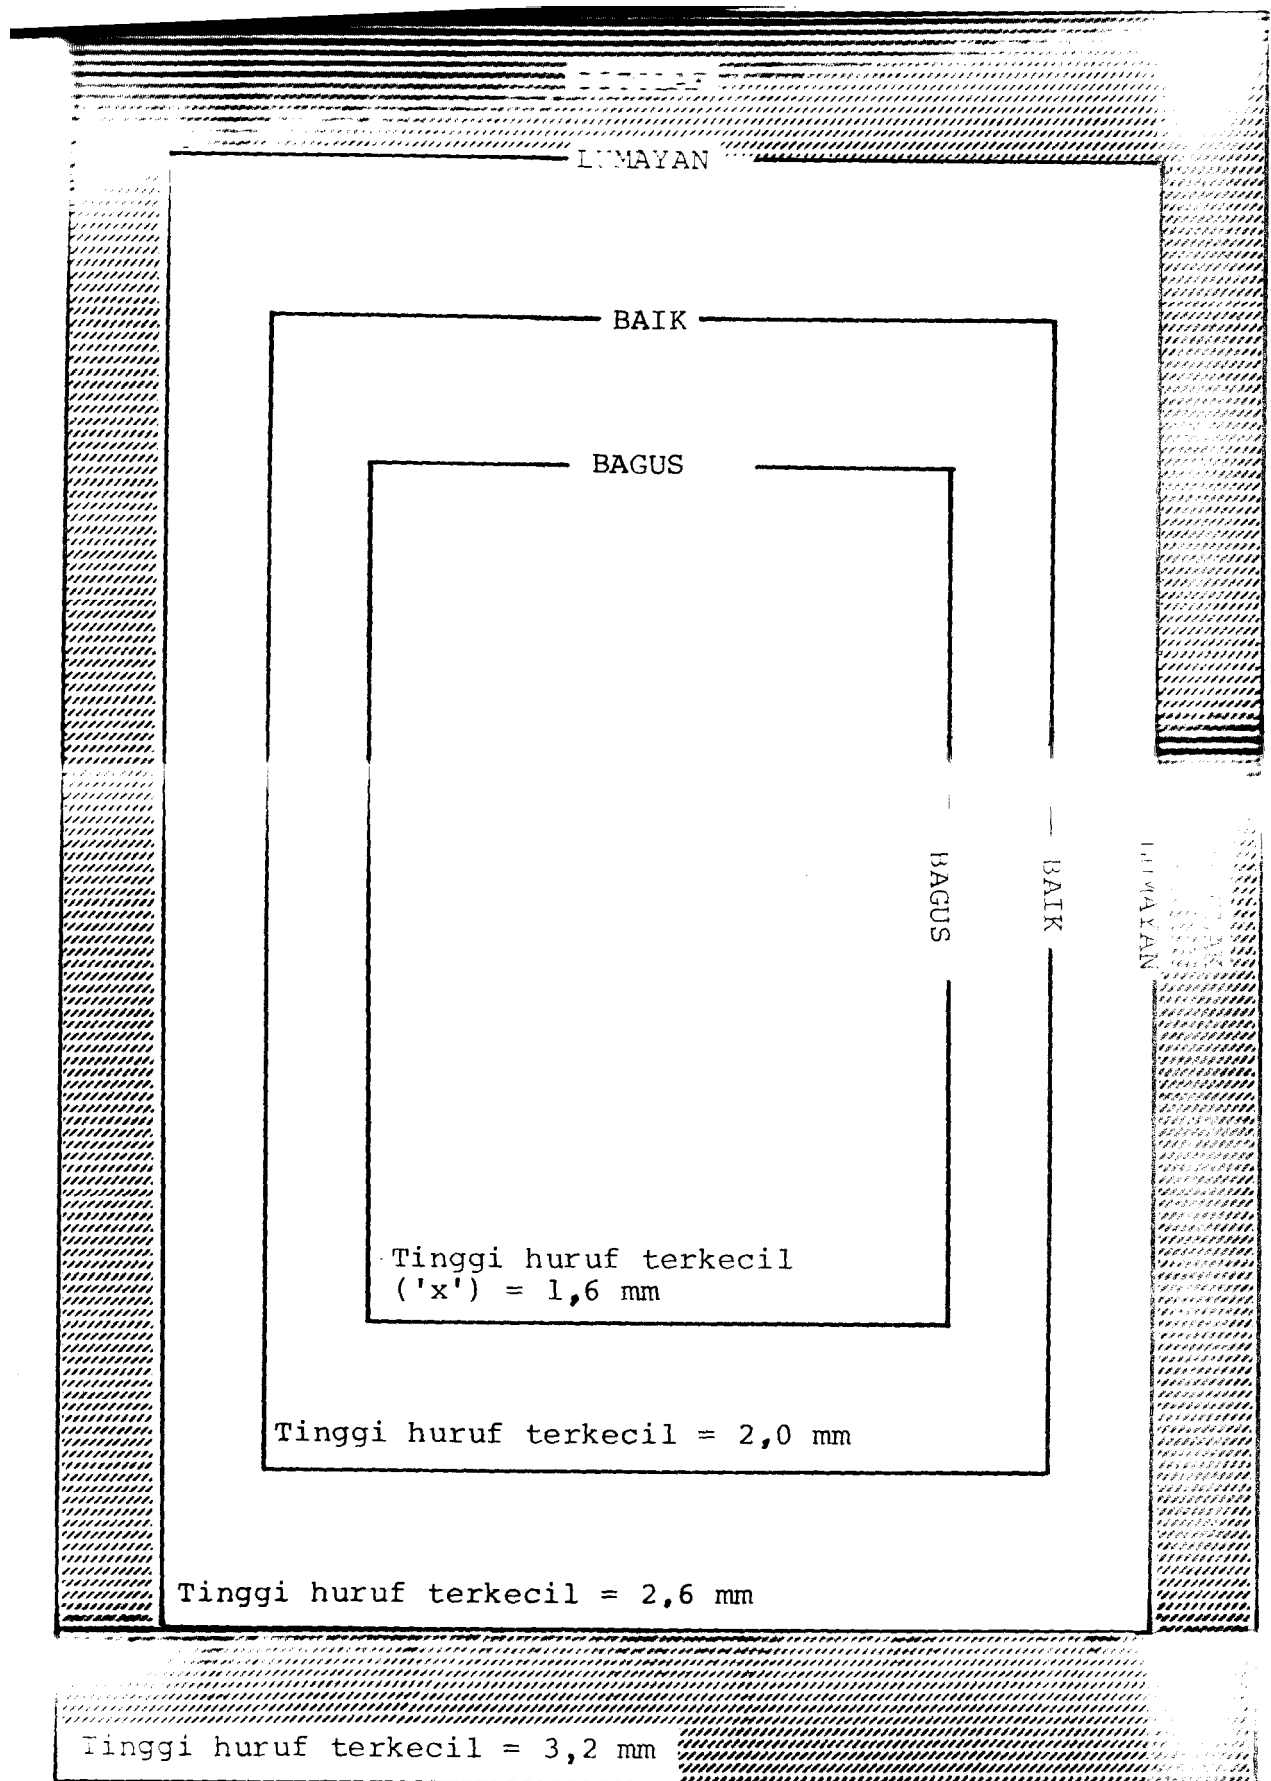 LUMAYAN
BAIK
BAGUS
BAGUS
BAIK
LUMAYAN
Tinggi huruf terkecil
('x') = 1,6 mm
Tinggi huruf terkecil = 2,0 mm
Tinggi huruf terkecil = 2,6 mm
Tinggi huruf terkecil = 3,2 mm